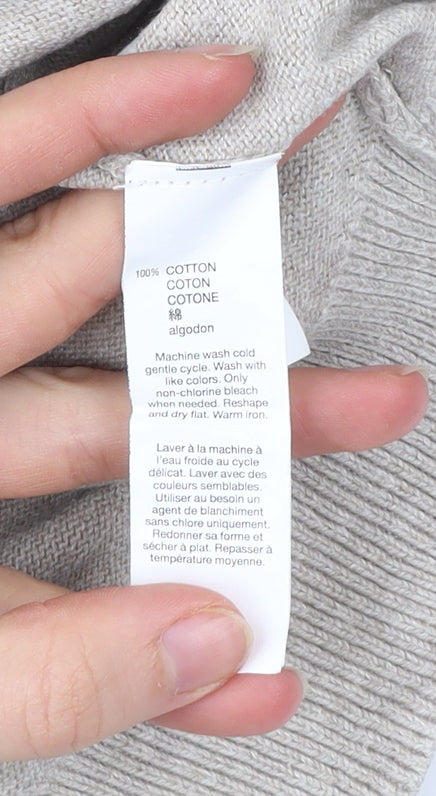 100% COTTON
COTON
COTONE
綿
algodon
Machine wash cold
gentle cycle. Wash with
like colors. Only
non-chlorine bleach
when needed. Reshape
and dry flat. Warm iron.
Laver à la machine à
l'eau froide au cycle
délicat. Laver avec des
couleurs semblables.
Utiliser au besoin un
agent de blanchiment
sans chlore uniquement.
Redonner sa forme et
sécher à plat. Repasser à
température moyenne.